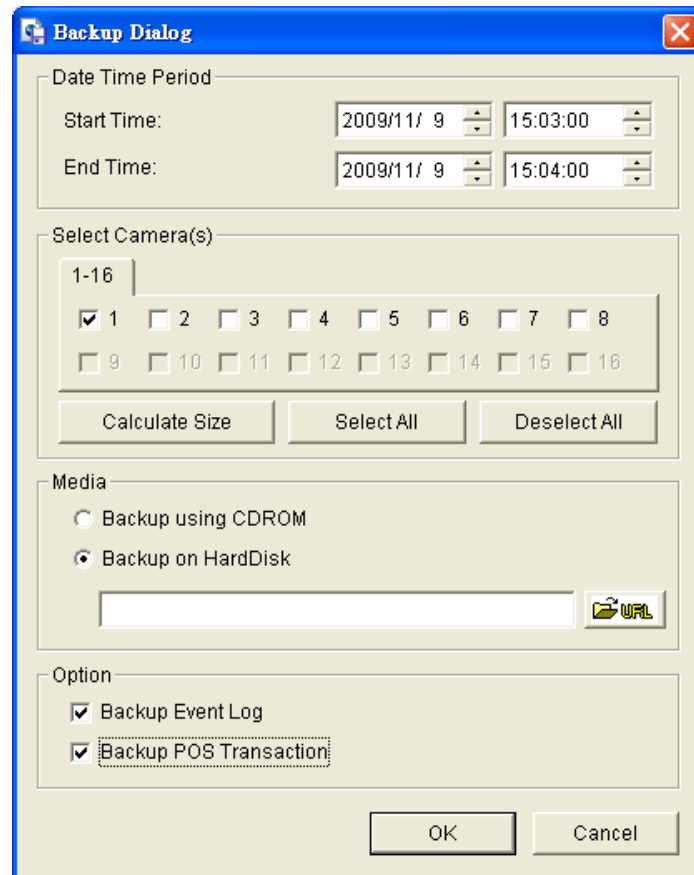 Backup Dialog
Date Time Period
Start Time: 2009/11/ 9 15:03:00
End Time: 2009/11/ 9 15:04:00
Select Camera(s)
1-16
1 2 3 4 5 6 7 8
9 10 11 12 13 14 15 16
Calculate Size Select All Deselect All
Media
Backup using CDROM
Backup on HardDisk
URL
Option
Backup Event Log
Backup POS Transaction
OK Cancel